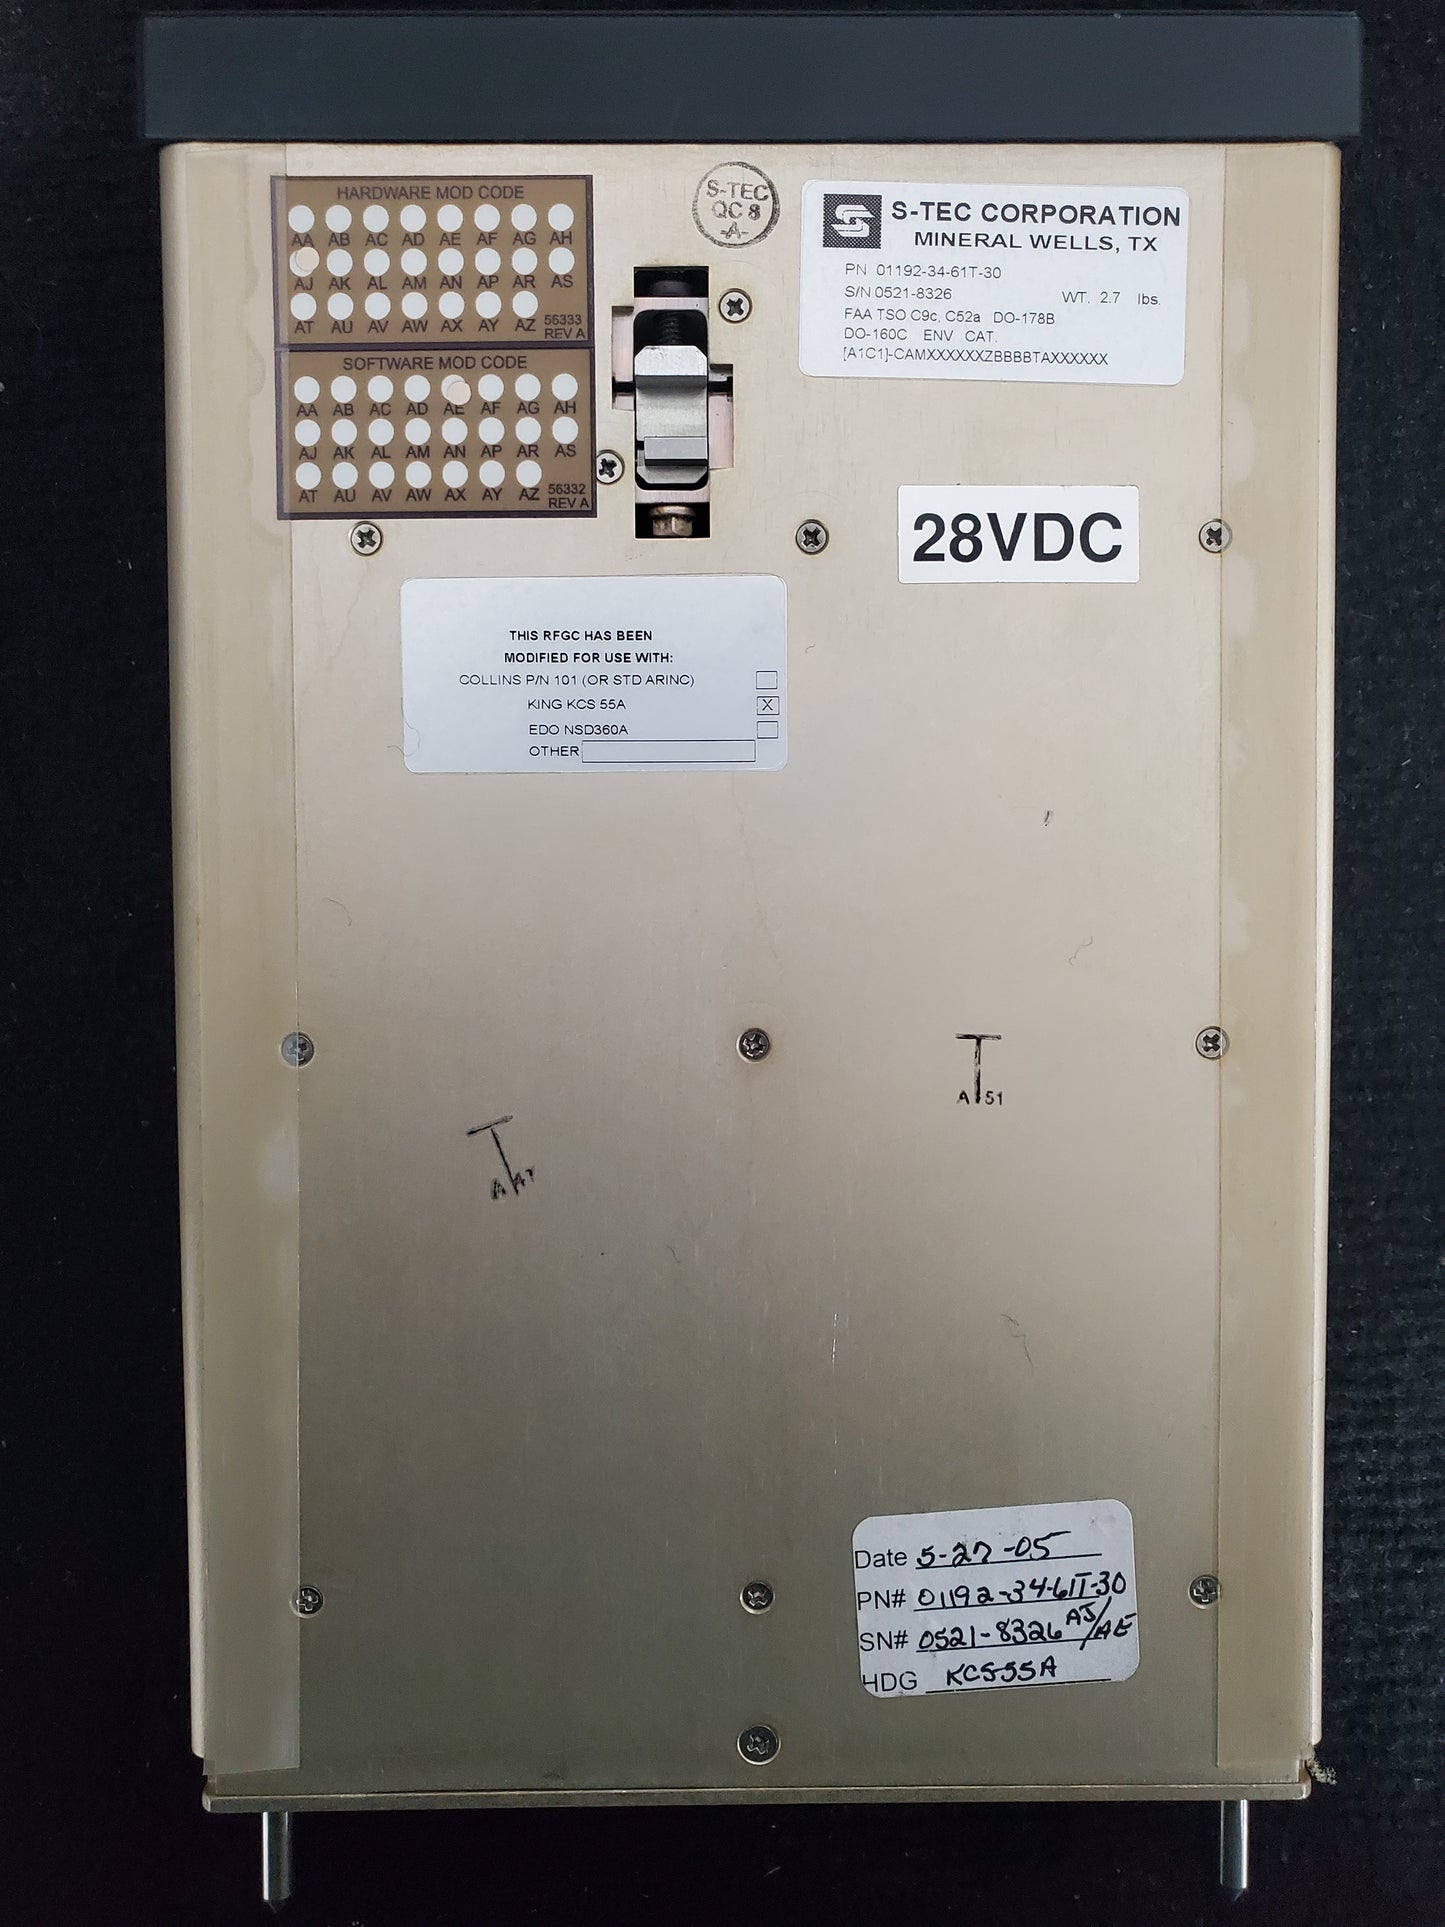 HARDWARE MOD CODE
AA AB AC AD AE AF AG AH
AJ AK AL AM AN AP AR AS
AT AU AV AW AX AY AZ 56333
REV A
SOFTWARE MOD CODE
AA AB AC AD AE AF AG AH
AJ AK AL AM AN AP AR AS
AT AU AV AW AX AY AZ 56332
REV A
S-TEC
QC 8
-A-
S-TEC CORPORATION
MINERAL WELLS, TX
PN 01192-34-61T-30
S/N 0521-8326 WT. 2.7 lbs.
FAA TSO C9c, C52a DO-178B
DO-160C ENV CAT.
[A1C1]-CAMXXXXXXZBBBBTAXXXXXX
28VDC
THIS RFGC HAS BEEN
MODIFIED FOR USE WITH:
COLLINS P/N 101 (OR STD ARINC)
KING KCS 55A X
EDO NSD360A
OTHER
T
A 51
T
A 47
Date 5-27-05
PN# 01192-34-61T-30
SN# 0521-8326 AJ/AE
HDG KCS55A